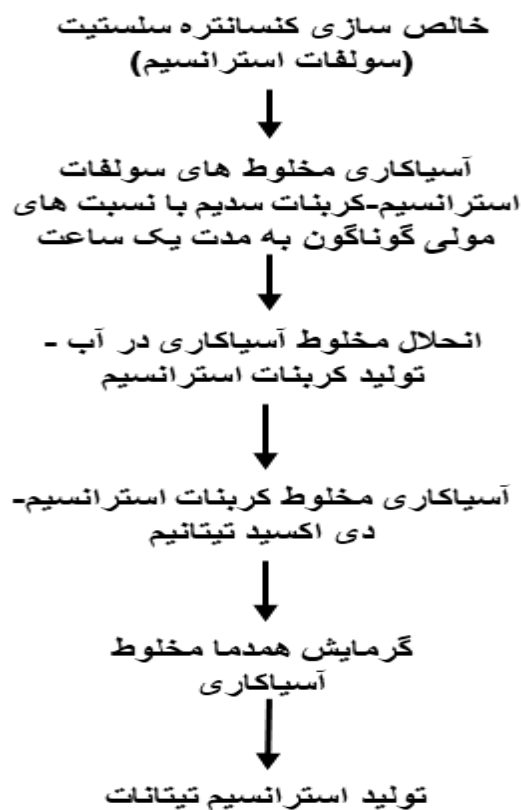 خالص سازی کنسانتره سلستیت
(سولفات استرانسیم)
آسیاکاری مخلوط های سولفات
استرانسیم-کربنات سدیم با نسبت های
مولی گوناگون به مدت یک ساعت
انحلال مخلوط آسیاکاری در آب -
تولید کربنات استرانسیم
آسیاکاری مخلوط کربنات استرانسیم-
دی اکسید تیتانیم
گرمایش همدما مخلوط
آسیاکاری
تولید استرانسیم تیتانات